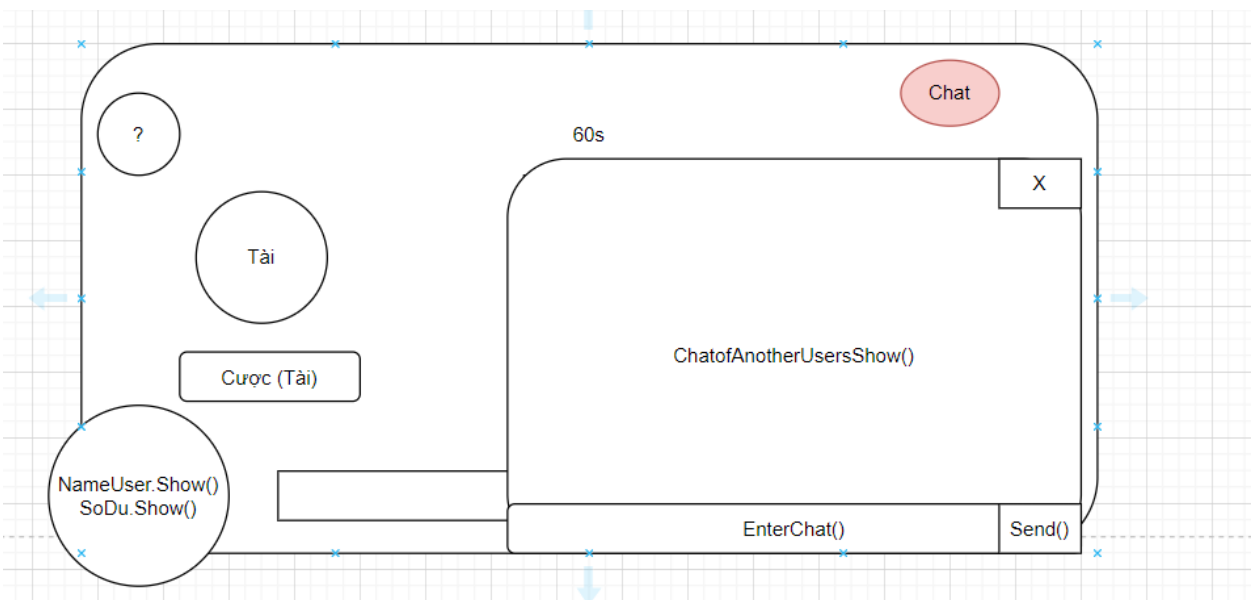 Chat
?
60s
X
Tài
ChatofAnotherUsersShow()
Cược (Tài)
NameUser.Show()
SoDu.Show()
EnterChat()
Send()